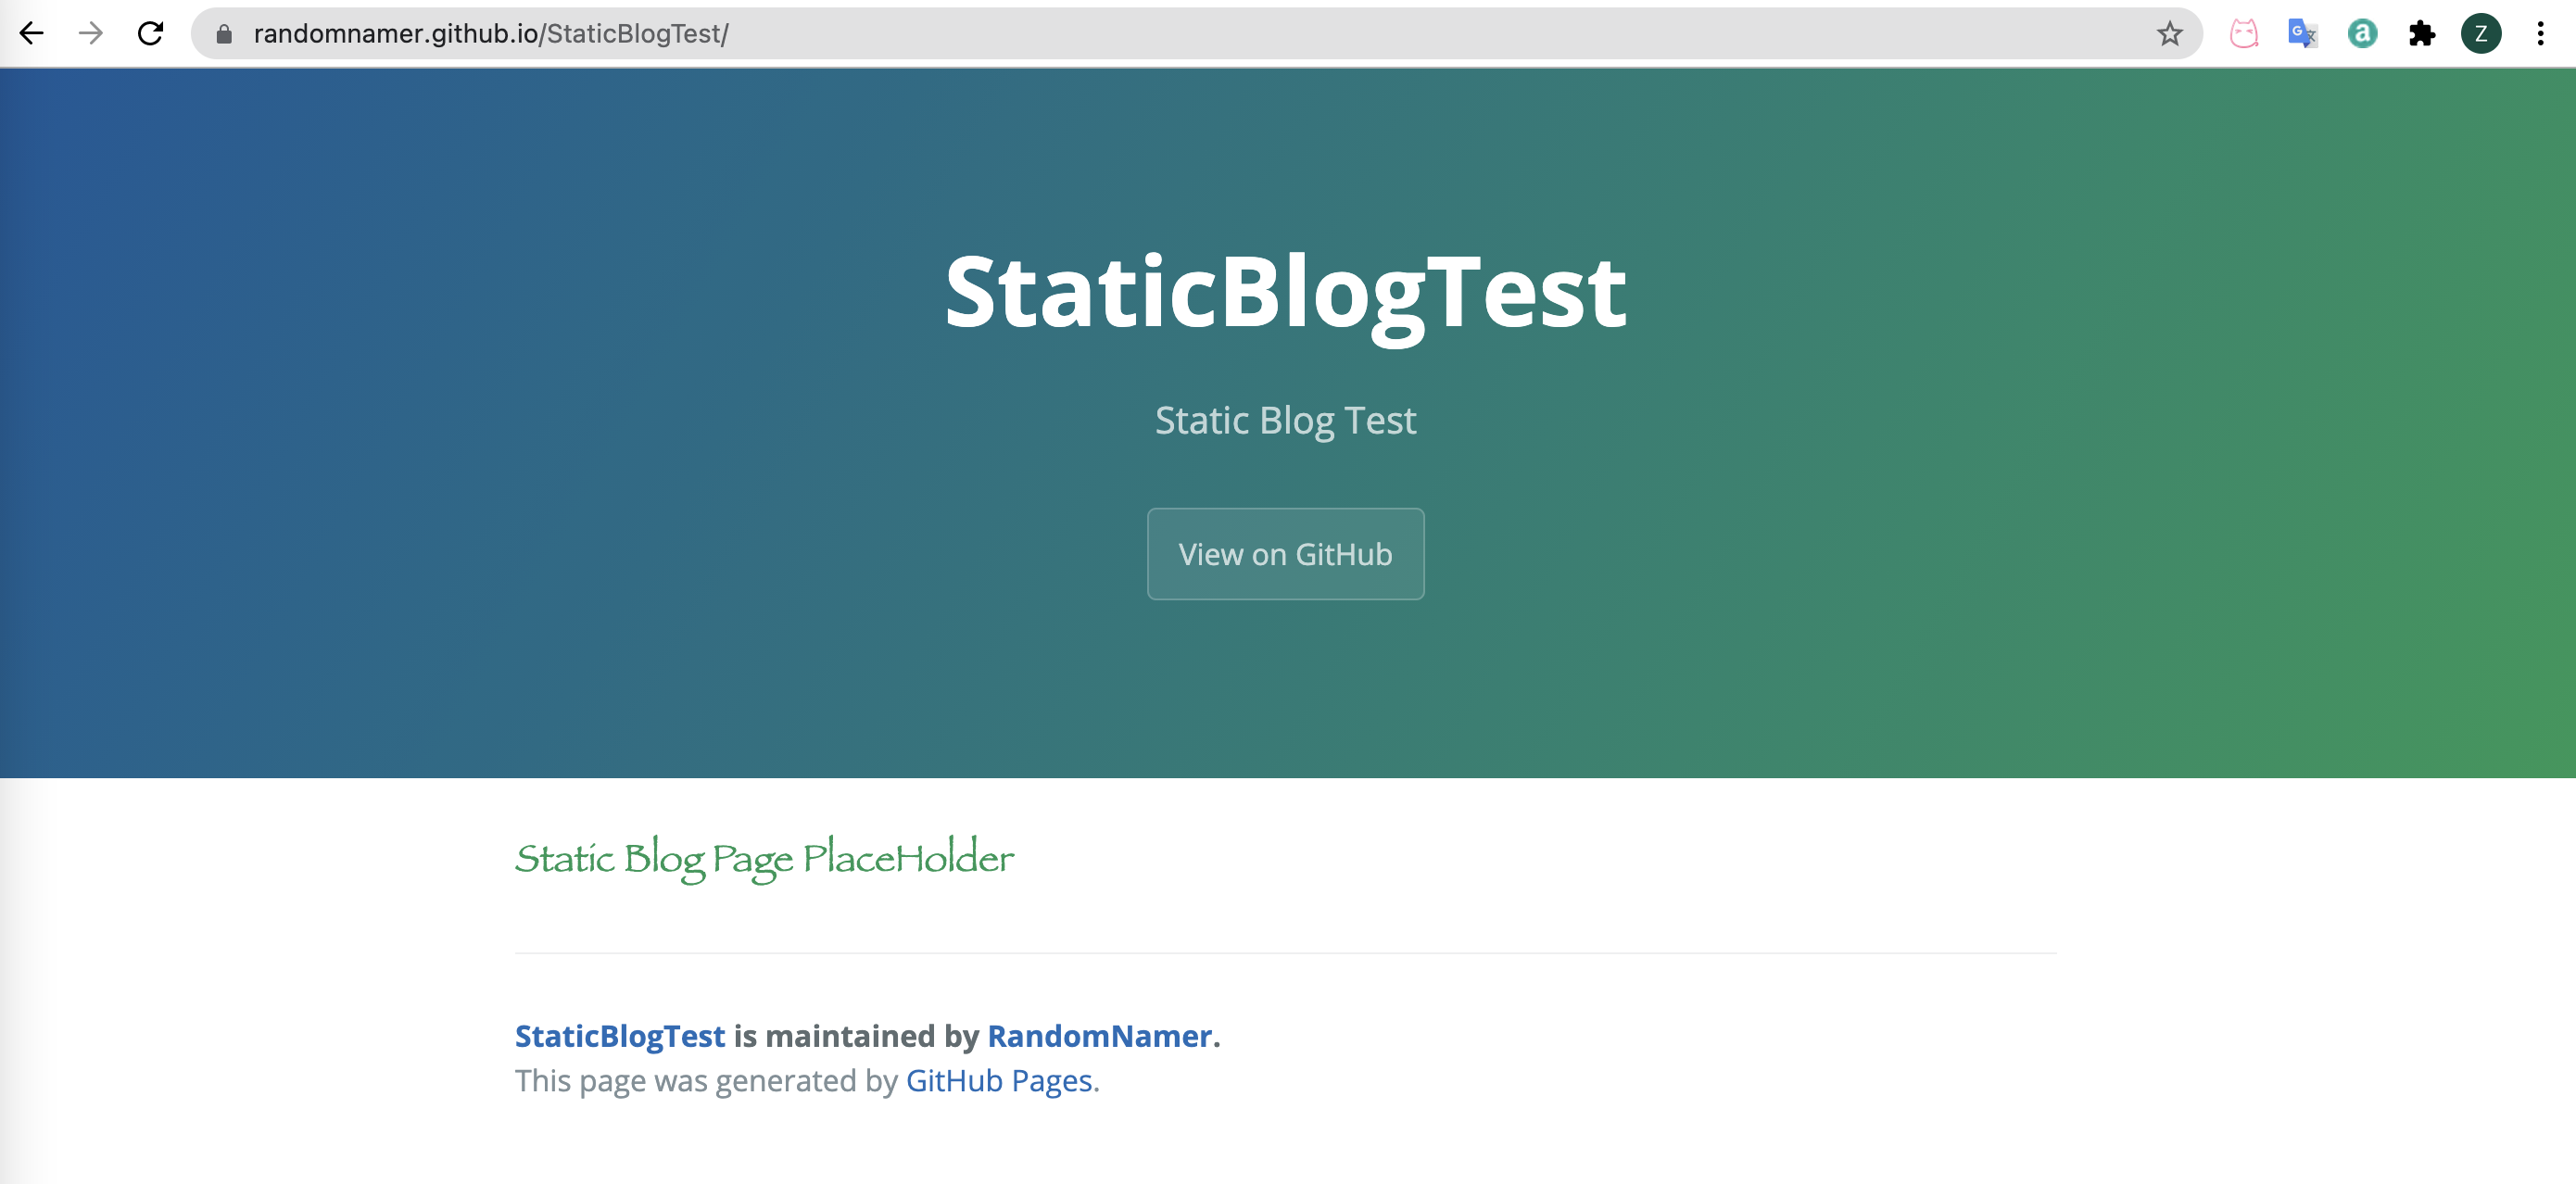 randomnamer.github.io/StaticBlogTest/
G 文
a
Z
StaticBlogTest
Static Blog Test
View on GitHub
Static Blog Page PlaceHolder
StaticBlogTest is maintained by RandomNamer.
This page was generated by GitHub Pages.